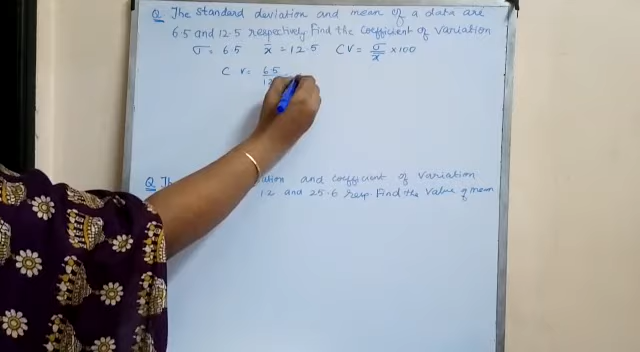 Q The standard deviation and mean of a data are
6.5 and 12.5 respectively Find the coefficient of variation
σ = 6.5 x̄ = 12.5 CV = σ/x̄ × 100
C V = 6.5
Q and coefficient of variation
1.2 and 25.6 resp. Find the value of mean